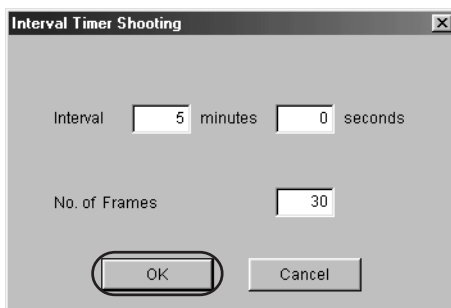 Interval Timer Shooting
Interval 5 minutes 0 seconds
No. of Frames 30
OK Cancel